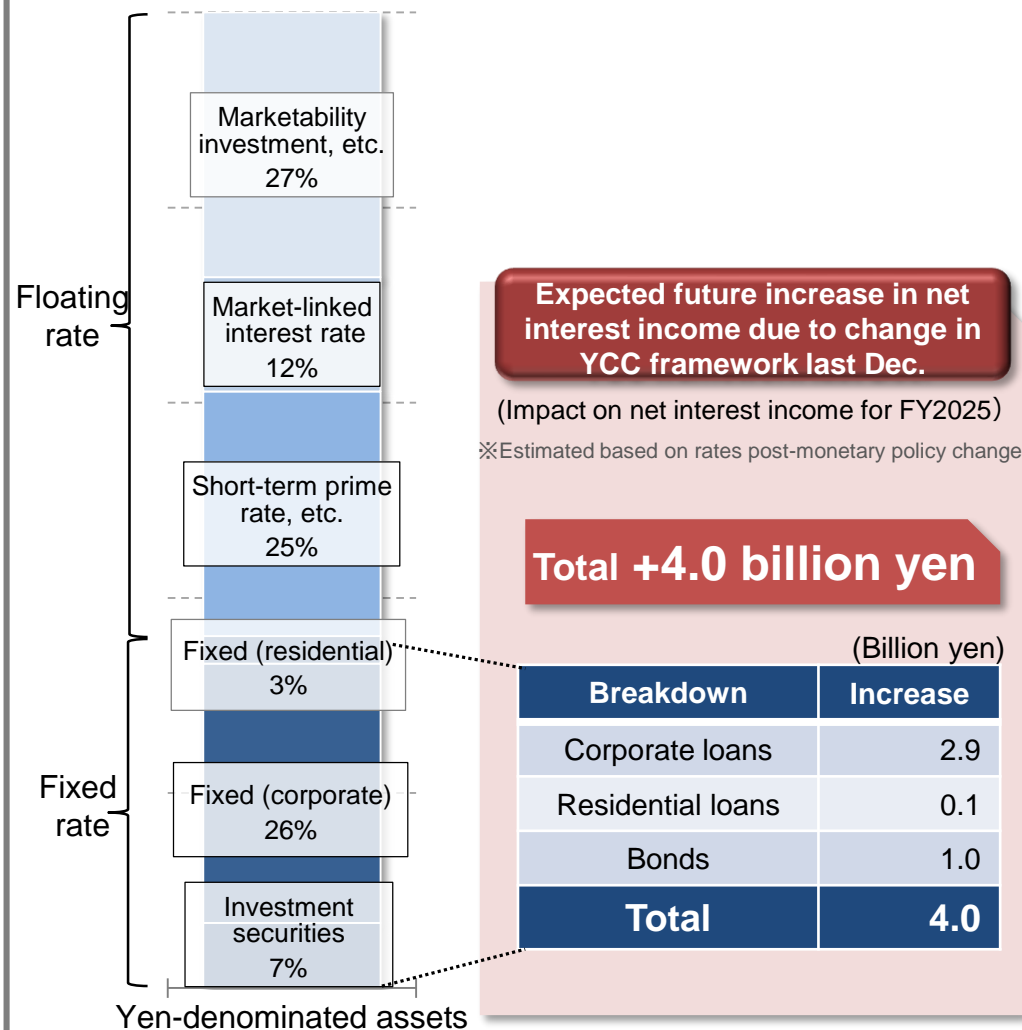 Marketability
investment, etc.
27%
Floating
rate
Market-linked
interest rate
12%
Short-term prime
rate, etc.
25%
Fixed (residential)
3%
Fixed
rate
Fixed (corporate)
26%
Investment
securities
7%
Yen-denominated assets
Expected future increase in net
interest income due to change in
YCC framework last Dec.
(Impact on net interest income for FY2025）
※Estimated based on rates post-monetary policy change
Total +4.0 billion yen
(Billion yen)
Breakdown Increase
Corporate loans 2.9
Residential loans 0.1
Bonds 1.0
Total 4.0